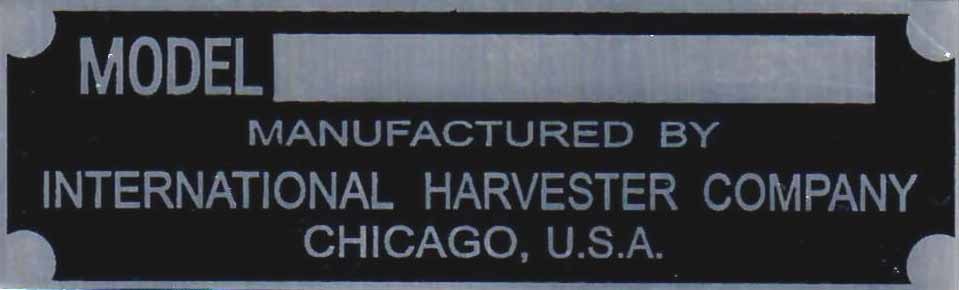 MODEL
MANUFACTURED BY
INTERNATIONAL HARVESTER COMPANY
CHICAGO, U.S.A.